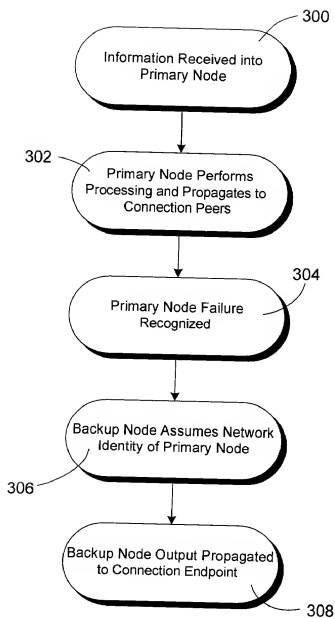 300
Information Received into
Primary Node
302
Primary Node Performs
Processing and Propagates to
Connection Peers
304
Primary Node Failure
Recognized
Backup Node Assumes Network
Identity of Primary Node
306
Backup Node Output Propagated
to Connection Endpoint
308